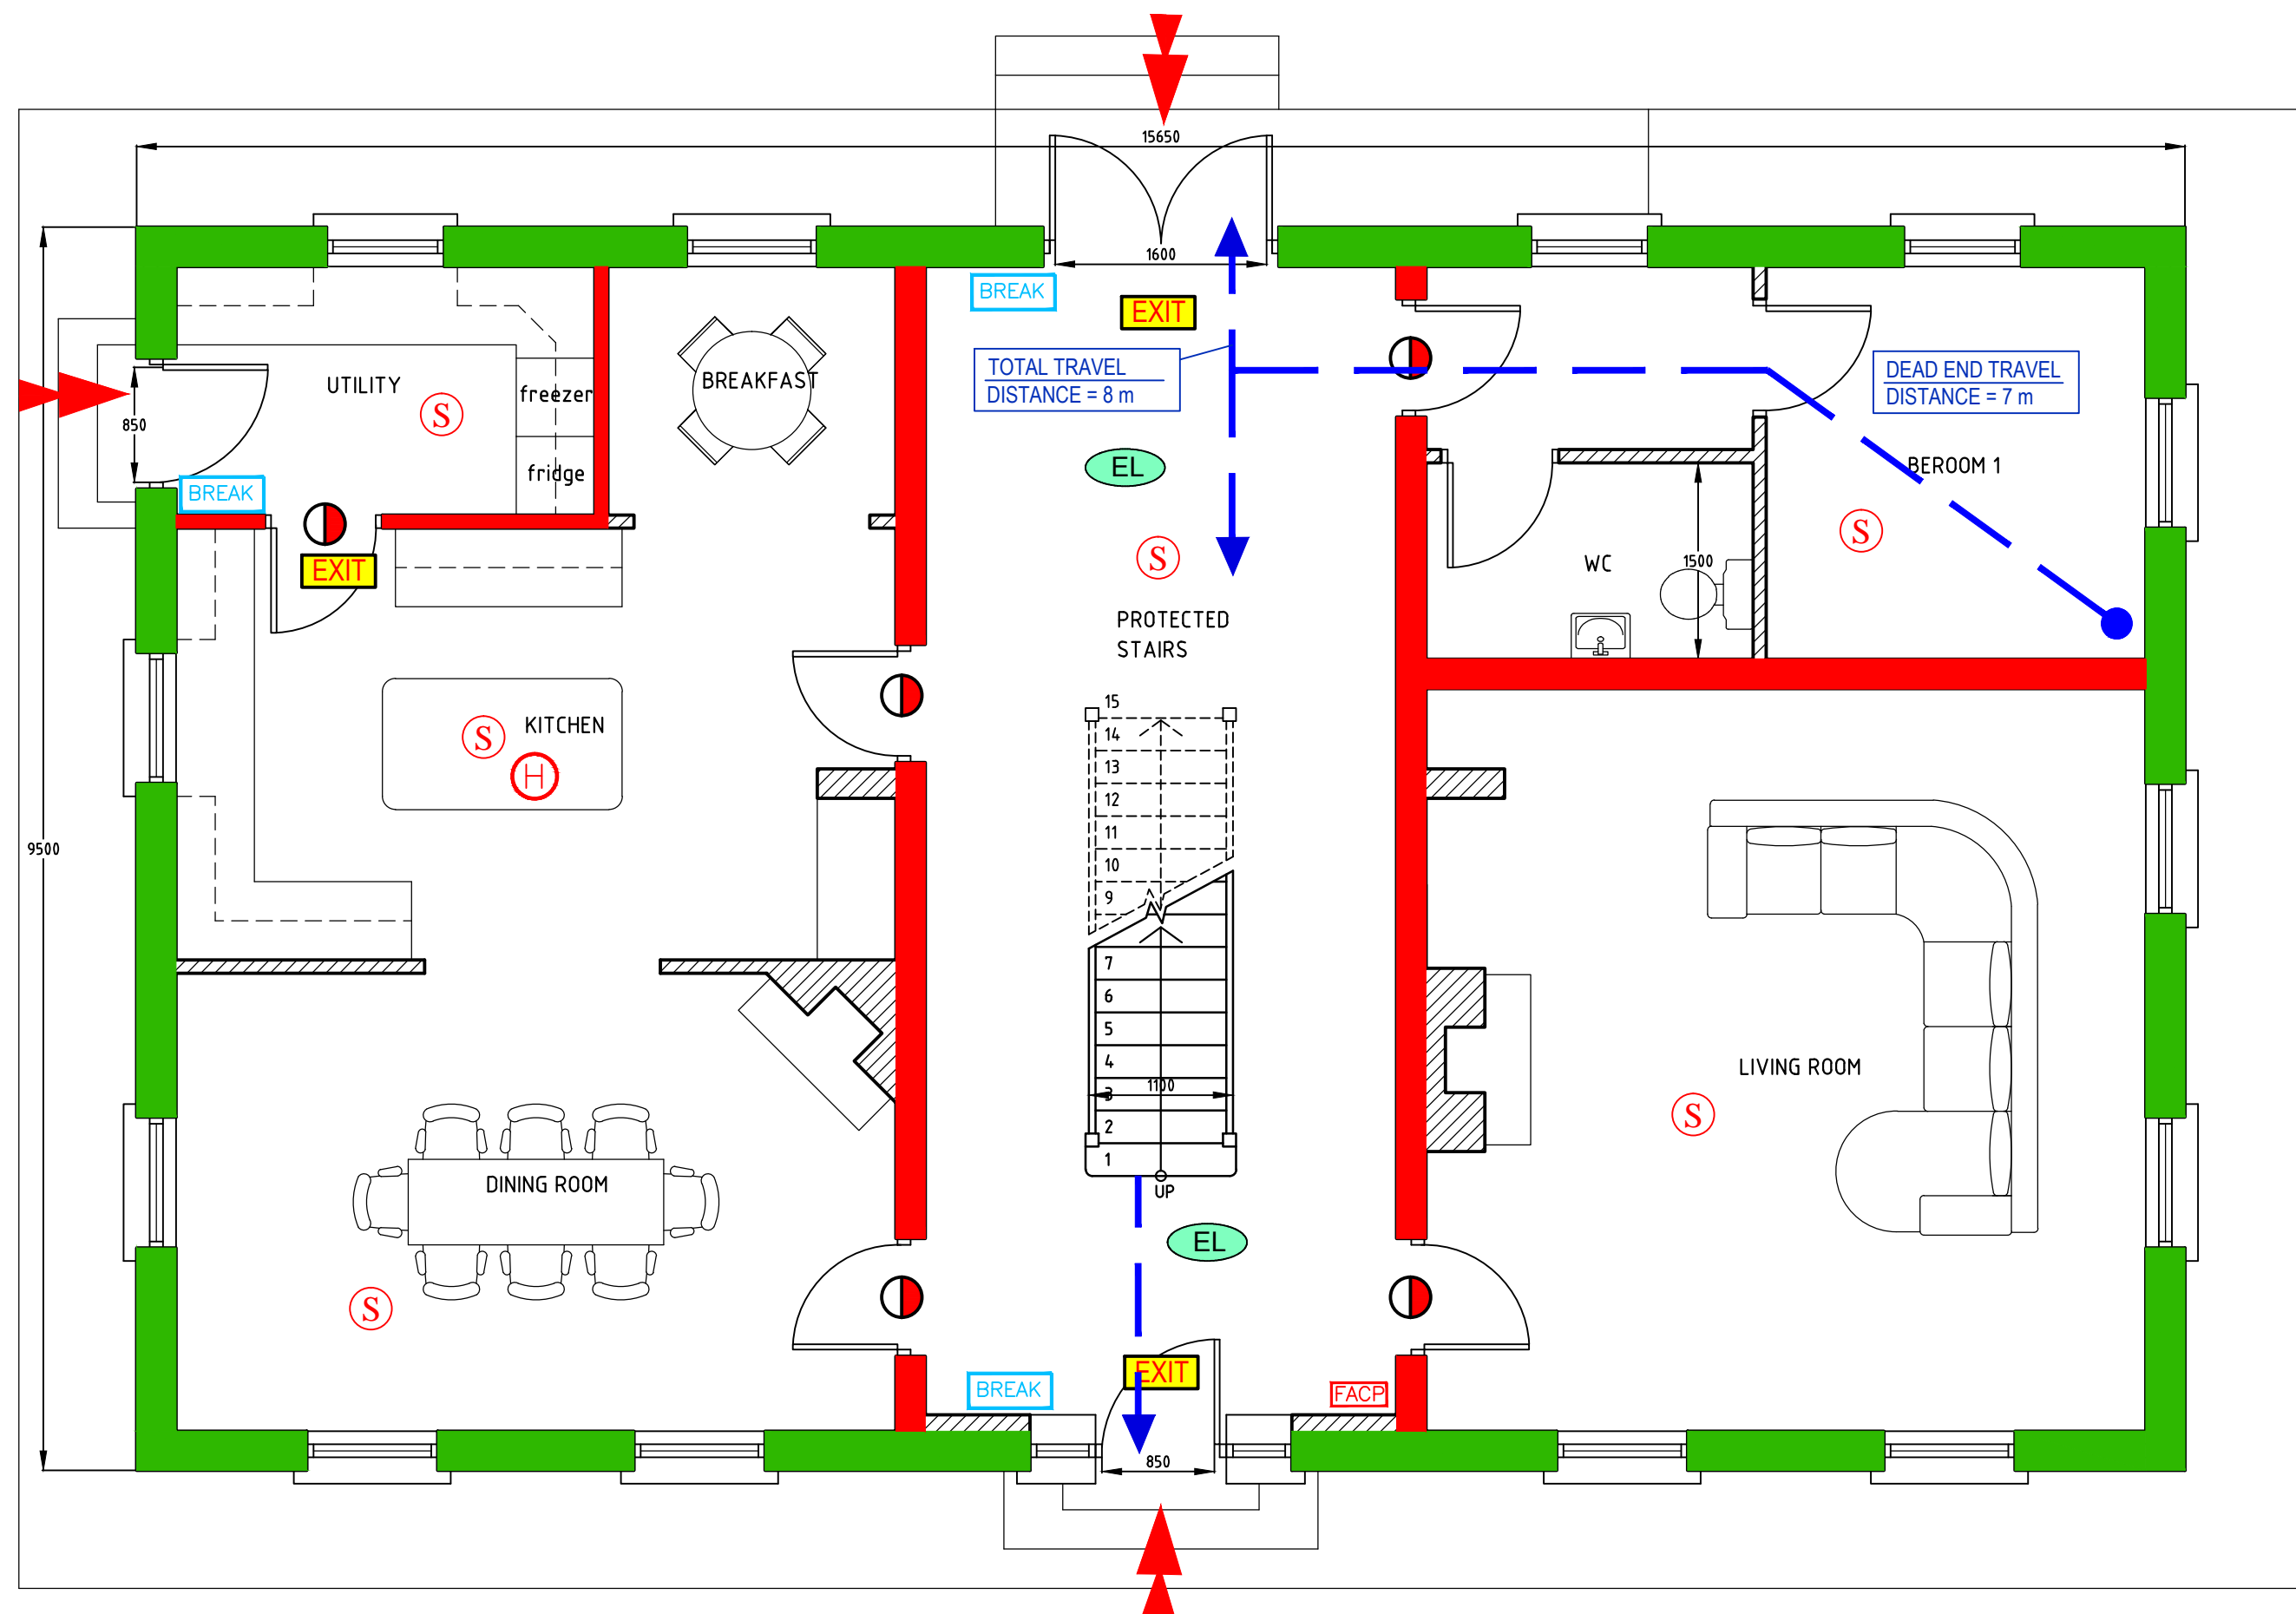 15650
1600
BREAK
EXIT
TOTAL TRAVEL
DISTANCE = 8 m
DEAD END TRAVEL
DISTANCE = 7 m
UTILITY
S
freezer
BREAKFAST
850
fridge
BREAK
EL
BEROOM 1
S
EXIT
S
WC
1500
PROTECTED
STAIRS
KITCHEN
S
H
15
14
13
12
11
10
9
7
6
5
4
3
1100
2
1
UP
9500
LIVING ROOM
S
DINING ROOM
S
EL
EXIT
BREAK
FACP
850